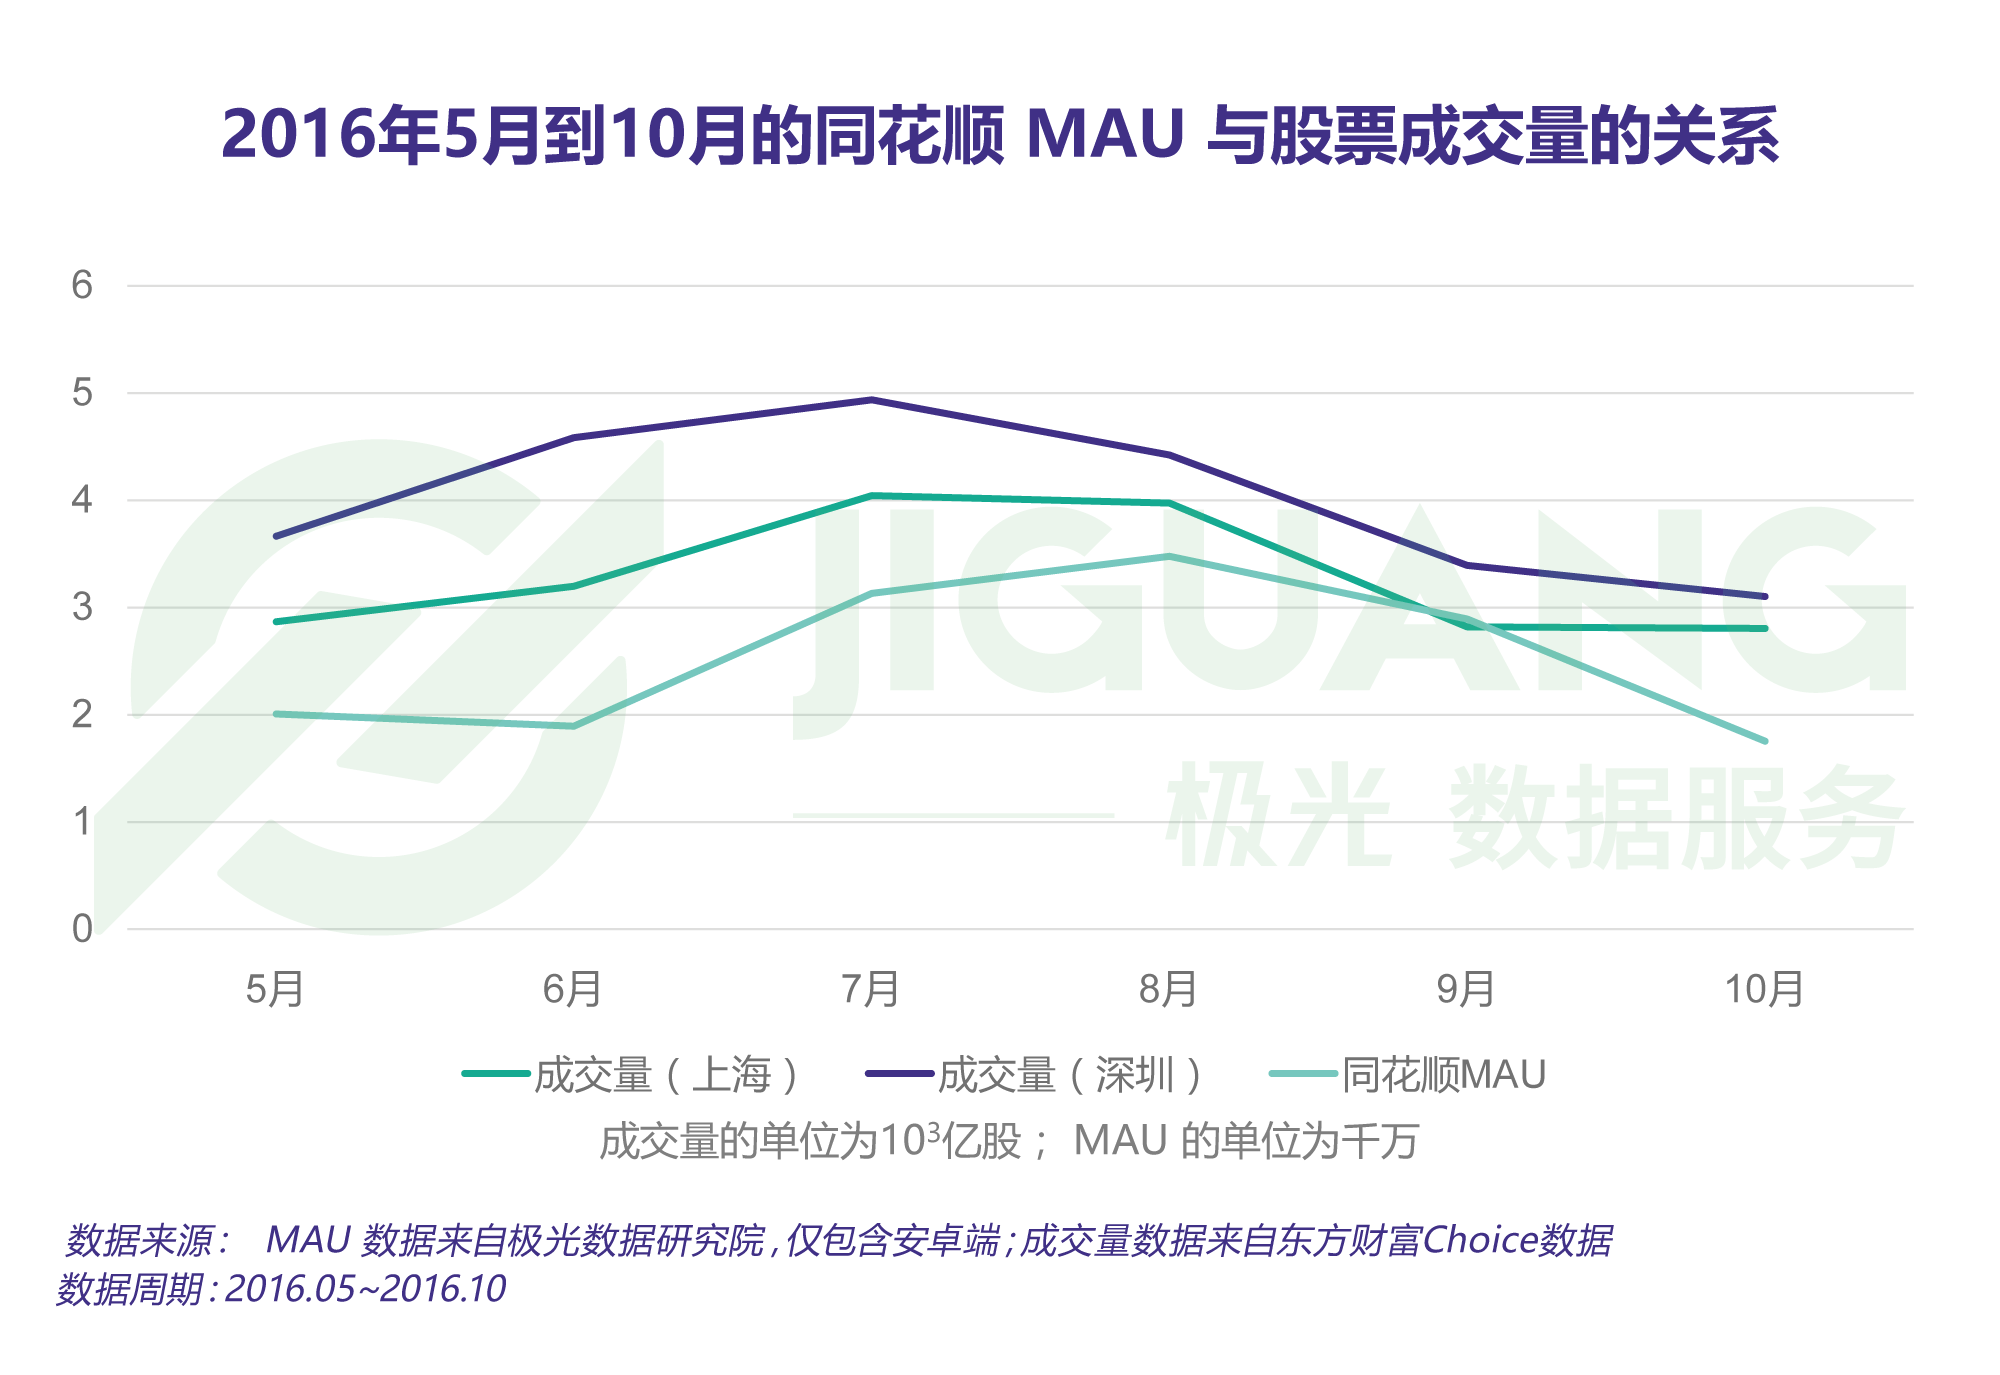 2016年5月到10月的同花顺 MAU 与股票成交量的关系
6
5
4
3
2
1
0
JIGUANG
极光 数据服务
5月 6月 7月 8月 9月 10月
成交量（上海） 成交量（深圳） 同花顺MAU
成交量的单位为10³亿股； MAU 的单位为千万
数据来源： MAU 数据来自极光数据研究院,仅包含安卓端;成交量数据来自东方财富Choice数据
数据周期:2016.05~2016.10